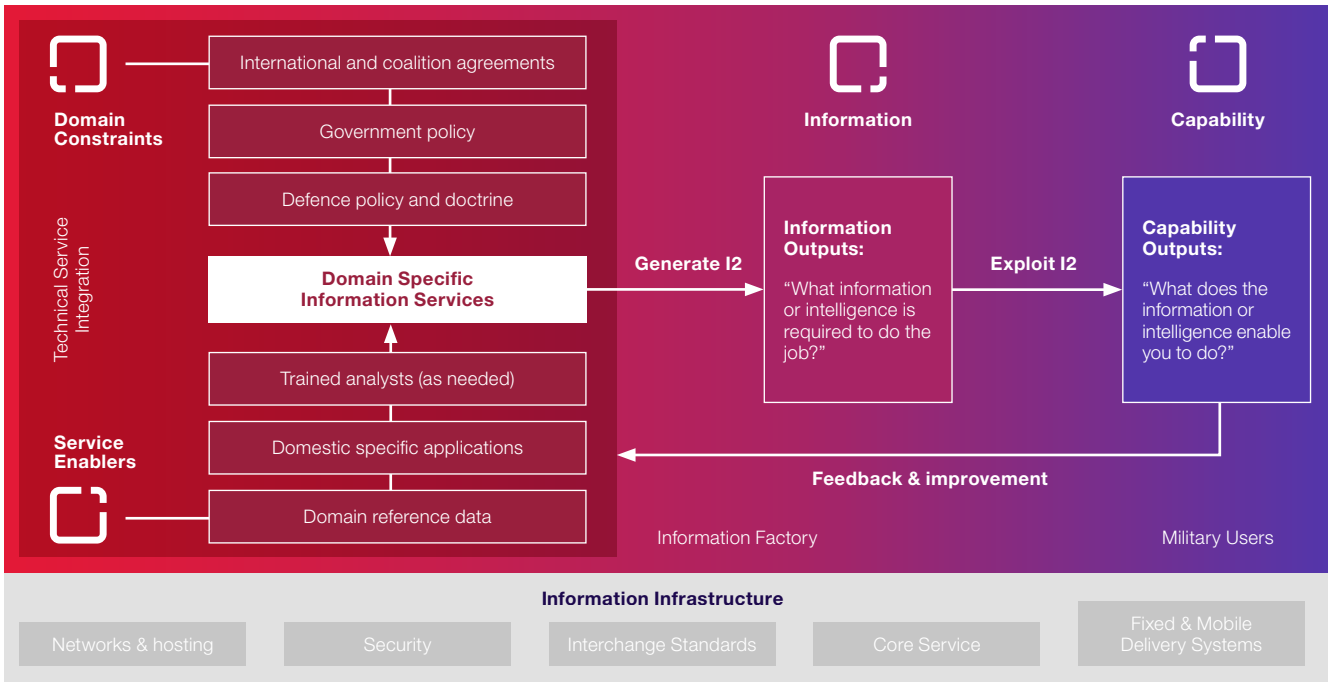 International and coalition agreements
Domain
Constraints
Government policy
Defence policy and doctrine
Technical Service
Integration
Domain Specific
Information Services
Trained analysts (as needed)
Service
Enablers
Domestic specific applications
Domain reference data
Generate I2
Information
Information
Outputs:
“What information
or intelligence is
required to do the
job?”
Exploit I2
Capability
Capability
Outputs:
“What does the
information or
intelligence enable
you to do?”
Feedback & improvement
Information Factory
Military Users
Information Infrastructure
Networks & hosting
Security
Interchange Standards
Core Service
Fixed & Mobile
Delivery Systems